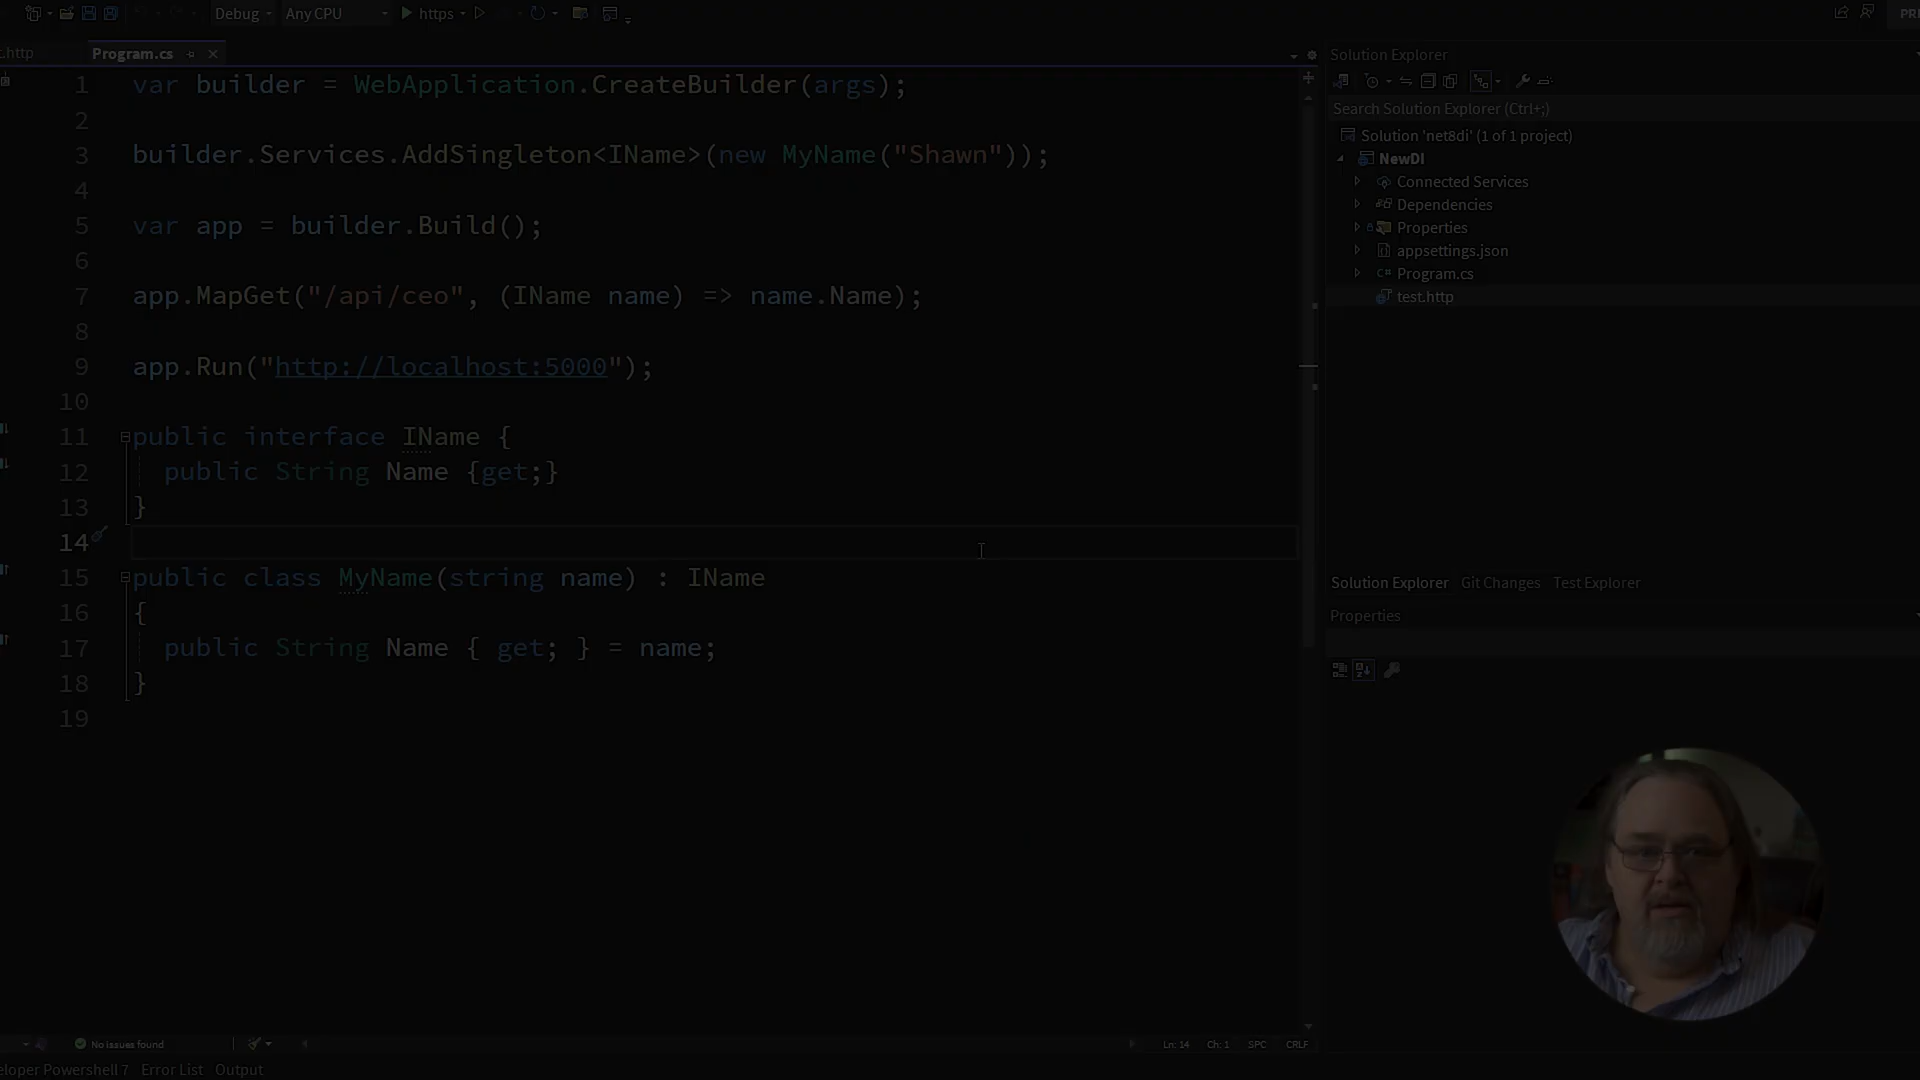 Debug Any CPU https PR
t.http Program.cs
1 var builder = WebApplication.CreateBuilder(args);
2
3 builder.Services.AddSingleton<IName>(new MyName("Shawn"));
4
5 var app = builder.Build();
6
7 app.MapGet("/api/ceo", (IName name) => name.Name);
8
9 app.Run("http://localhost:5000");
10
11 public interface IName {
12 public String Name {get;}
13 }
14
15 public class MyName(string name) : IName
16 {
17 public String Name { get; } = name;
18 }
19
No issues found Ln: 14 Ch: 1 SPC CRLF
eloper Powershell 7 Error List Output
Solution Explorer
Search Solution Explorer (Ctrl+;)
Solution 'net8di' (1 of 1 project)
NewDI
Connected Services
Dependencies
Properties
appsettings.json
Program.cs
test.http
Solution Explorer Git Changes Test Explorer
Properties